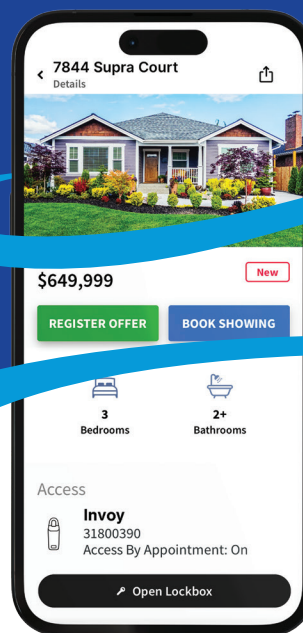 7844 Supra Court
Details
$649,999
New
REGISTER OFFER
BOOK SHOWING
3
Bedrooms
2+
Bathrooms
Access
Invoy
31800390
Access By Appointment: On
Open Lockbox